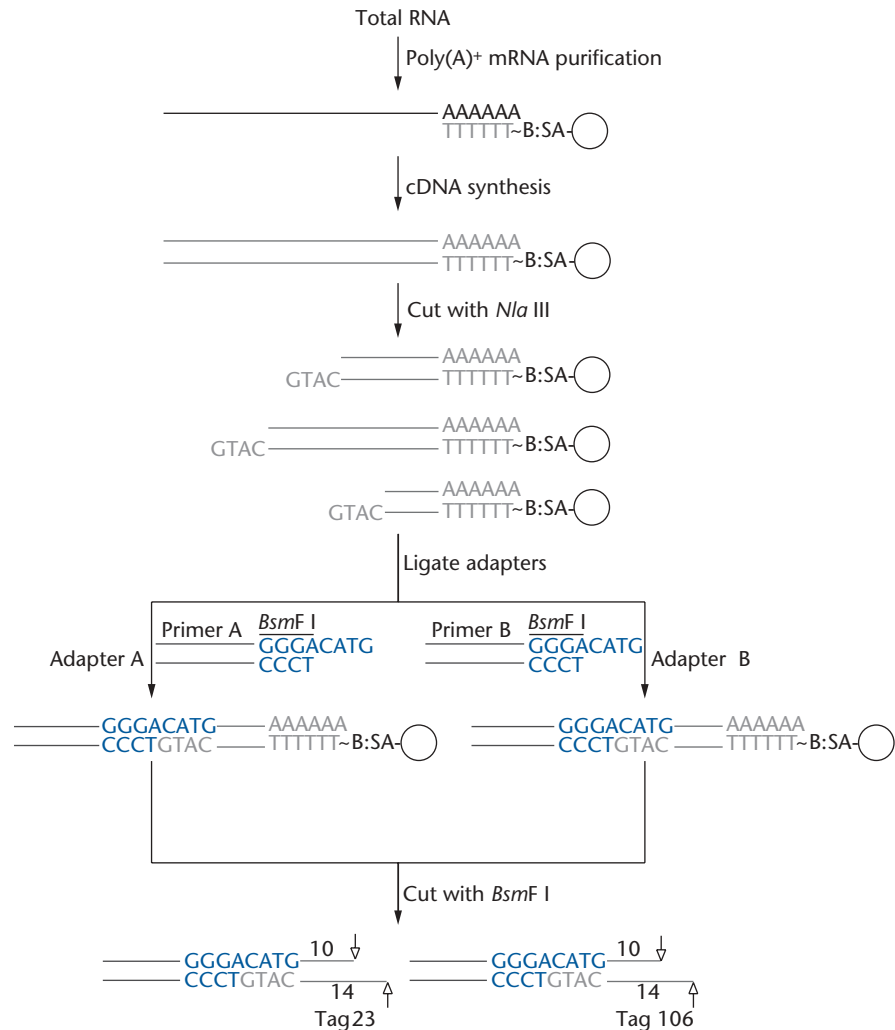 Total RNA
Poly(A)+ mRNA purification
AAAAAA
TTTTTT~B:SA-
cDNA synthesis
AAAAAA
TTTTTT~B:SA-
Cut with Nla III
AAAAAA
GTAC TTTTTT~B:SA-
AAAAAA
GTAC TTTTTT~B:SA-
AAAAAA
GTAC TTTTTT~B:SA-
Ligate adapters
Primer A BsmF I Primer B BsmF I
GGGACATG GGGACATG
Adapter A CCCT CCCT Adapter B
GGGACATG AAAAAA GGGACATG AAAAAA
CCCTGTAC TTTTTT~B:SA- CCCTGTAC TTTTTT~B:SA-
Cut with BsmF I
10 10
GGGACATG GGGACATG
CCCTGTAC CCCTGTAC
14 14
Tag23 Tag 106